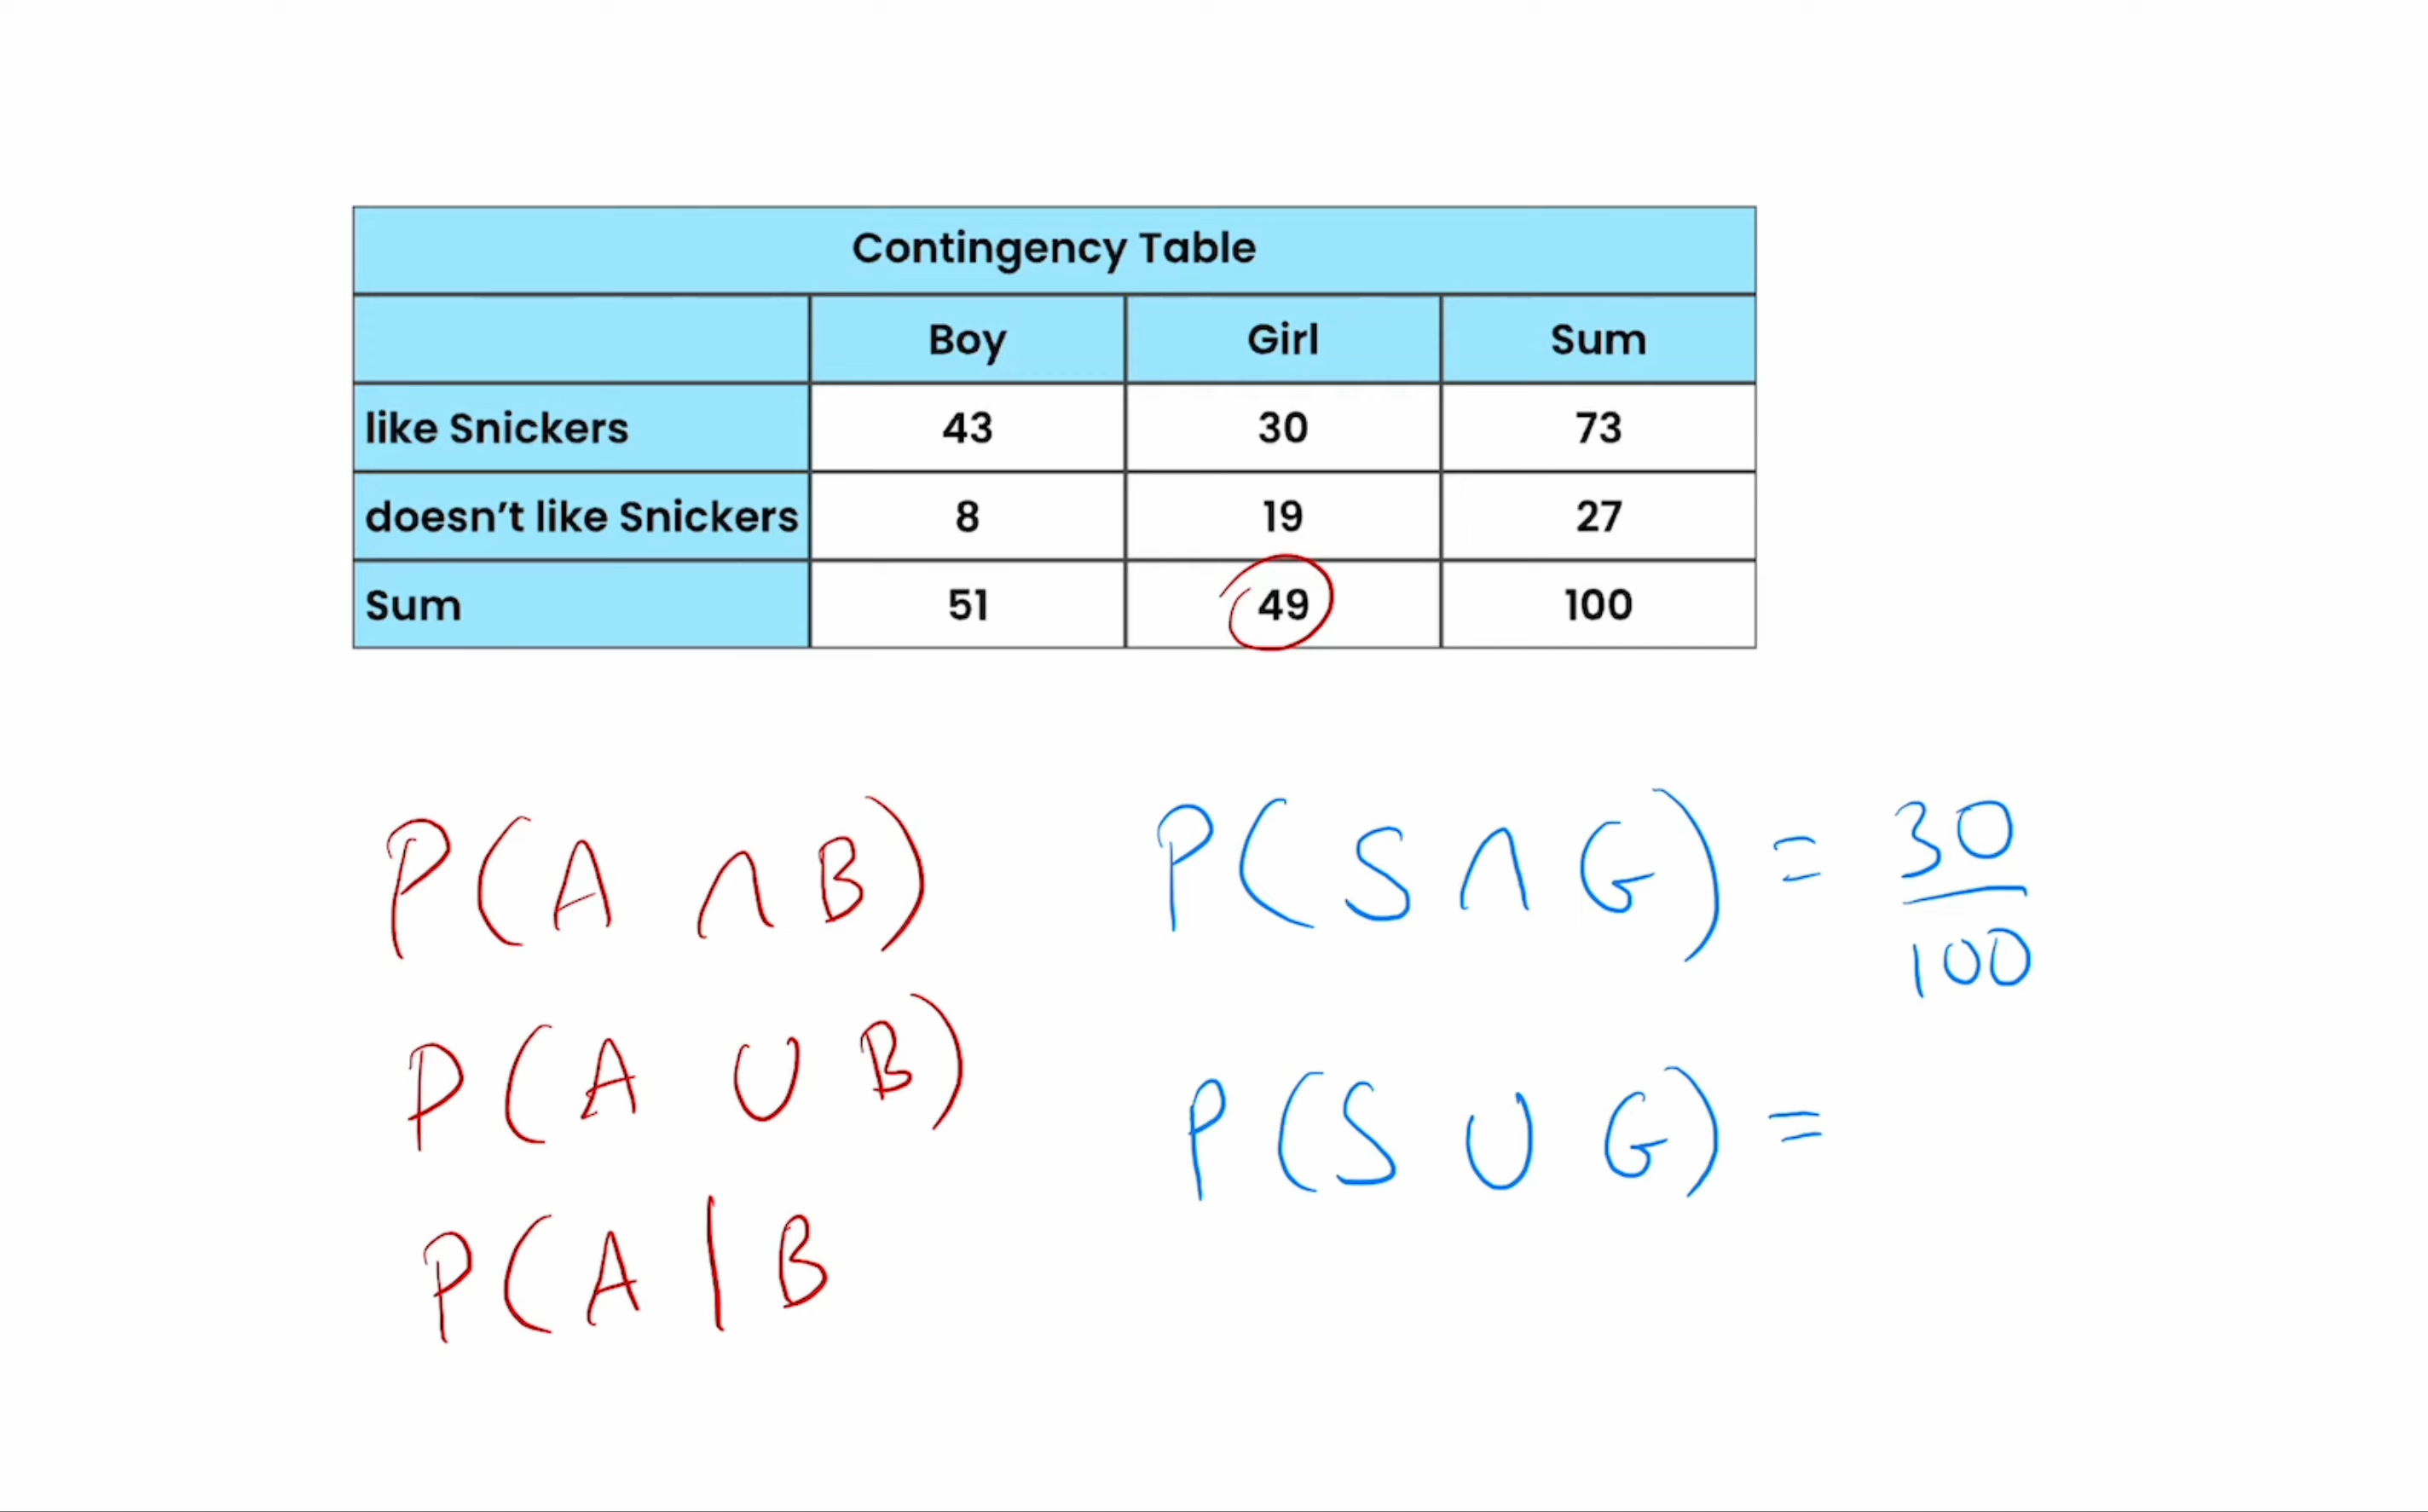 Contingency Table
Boy Girl Sum
like Snickers 43 30 73
doesn't like Snickers 8 19 27
Sum 51 49 100
P(A ∩ B)
P(A ∪ B)
P(A | B
P(S ∩ G) = 30/100
P(S ∪ G) =